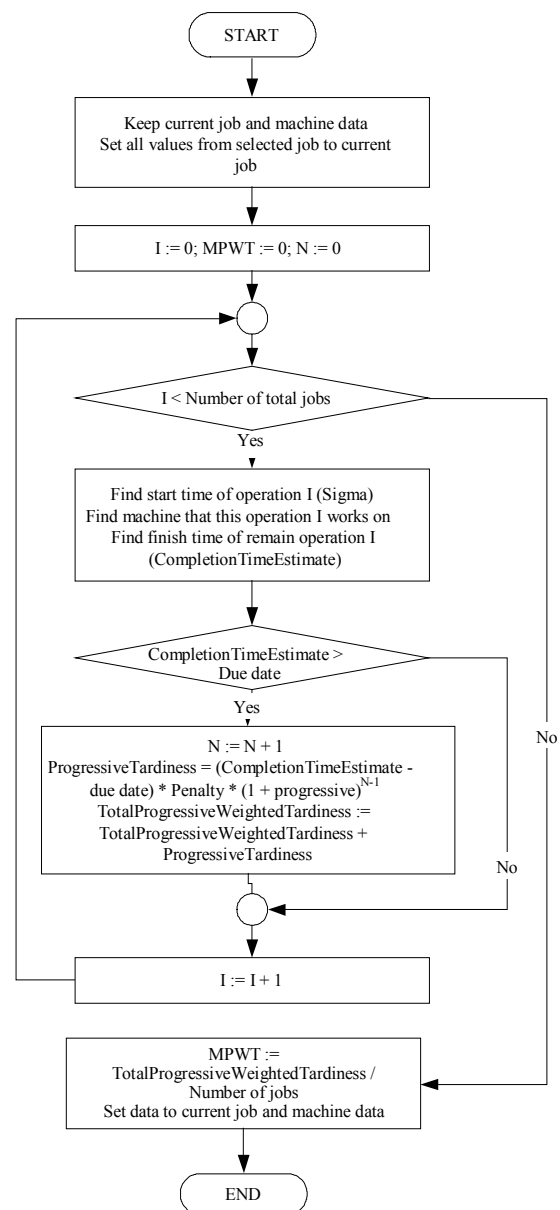 START
Keep current job and machine data
Set all values from selected job to current
job
I := 0; MPWT := 0; N := 0
I < Number of total jobs
Yes
Find start time of operation I (Sigma)
Find machine that this operation I works on
Find finish time of remain operation I
(CompletionTimeEstimate)
CompletionTimeEstimate >
Due date
Yes
No
N := N + 1
ProgressiveTardiness = (CompletionTimeEstimate -
due date) * Penalty * (1 + progressive)^N-1
TotalProgressiveWeightedTardiness :=
TotalProgressiveWeightedTardiness +
ProgressiveTardiness
No
I := I + 1
MPWT :=
TotalProgressiveWeightedTardiness /
Number of jobs
Set data to current job and machine data
END